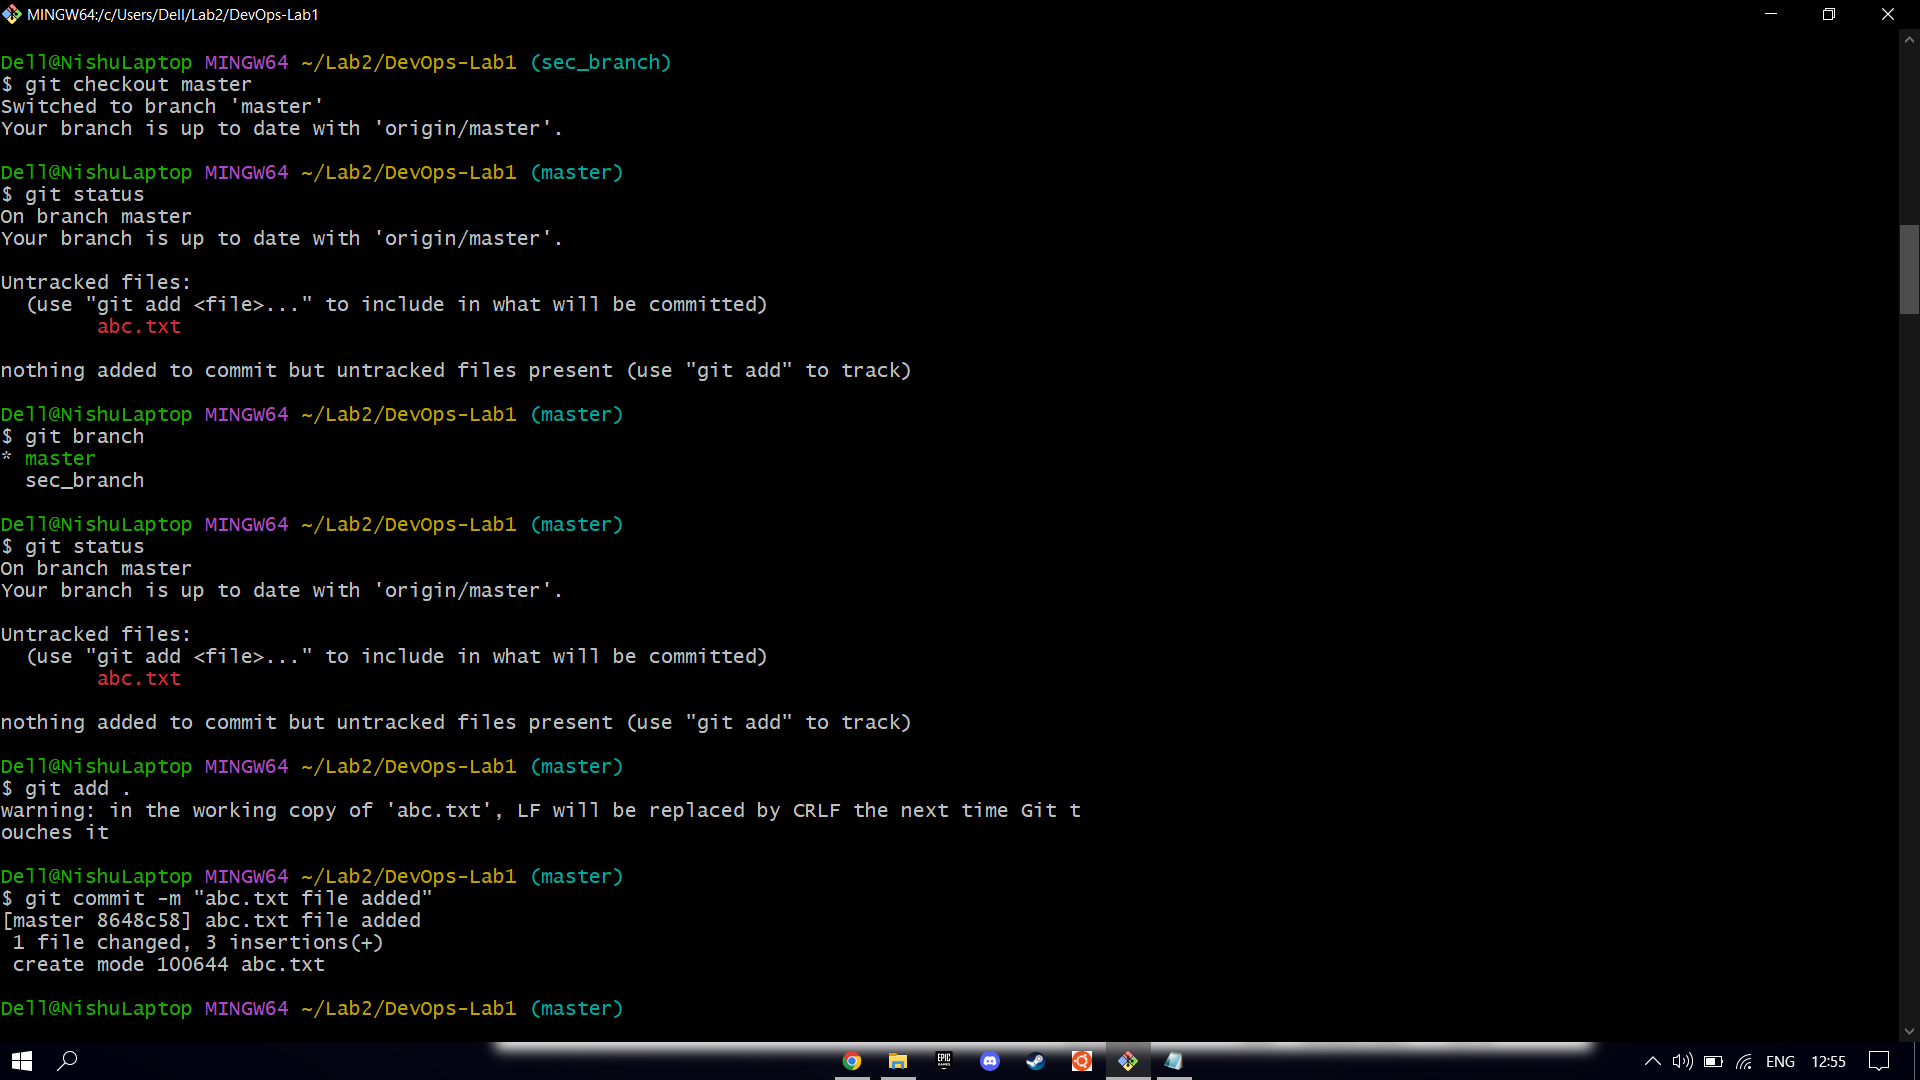 MINGW64:/c/Users/Dell/Lab2/DevOps-Lab1
Dell@NishuLaptop MINGW64 ~/Lab2/DevOps-Lab1 (sec_branch)
$ git checkout master
Switched to branch 'master'
Your branch is up to date with 'origin/master'.
Dell@NishuLaptop MINGW64 ~/Lab2/DevOps-Lab1 (master)
$ git status
On branch master
Your branch is up to date with 'origin/master'.
Untracked files:
  (use "git add <file>..." to include in what will be committed)
        abc.txt
nothing added to commit but untracked files present (use "git add" to track)
Dell@NishuLaptop MINGW64 ~/Lab2/DevOps-Lab1 (master)
$ git branch
* master
  sec_branch
Dell@NishuLaptop MINGW64 ~/Lab2/DevOps-Lab1 (master)
$ git status
On branch master
Your branch is up to date with 'origin/master'.
Untracked files:
  (use "git add <file>..." to include in what will be committed)
        abc.txt
nothing added to commit but untracked files present (use "git add" to track)
Dell@NishuLaptop MINGW64 ~/Lab2/DevOps-Lab1 (master)
$ git add .
warning: in the working copy of 'abc.txt', LF will be replaced by CRLF the next time Git t
ouches it
Dell@NishuLaptop MINGW64 ~/Lab2/DevOps-Lab1 (master)
$ git commit -m "abc.txt file added"
[master 8648c58] abc.txt file added
 1 file changed, 3 insertions(+)
 create mode 100644 abc.txt
Dell@NishuLaptop MINGW64 ~/Lab2/DevOps-Lab1 (master)
EPIC GAMES
ENG 12:55